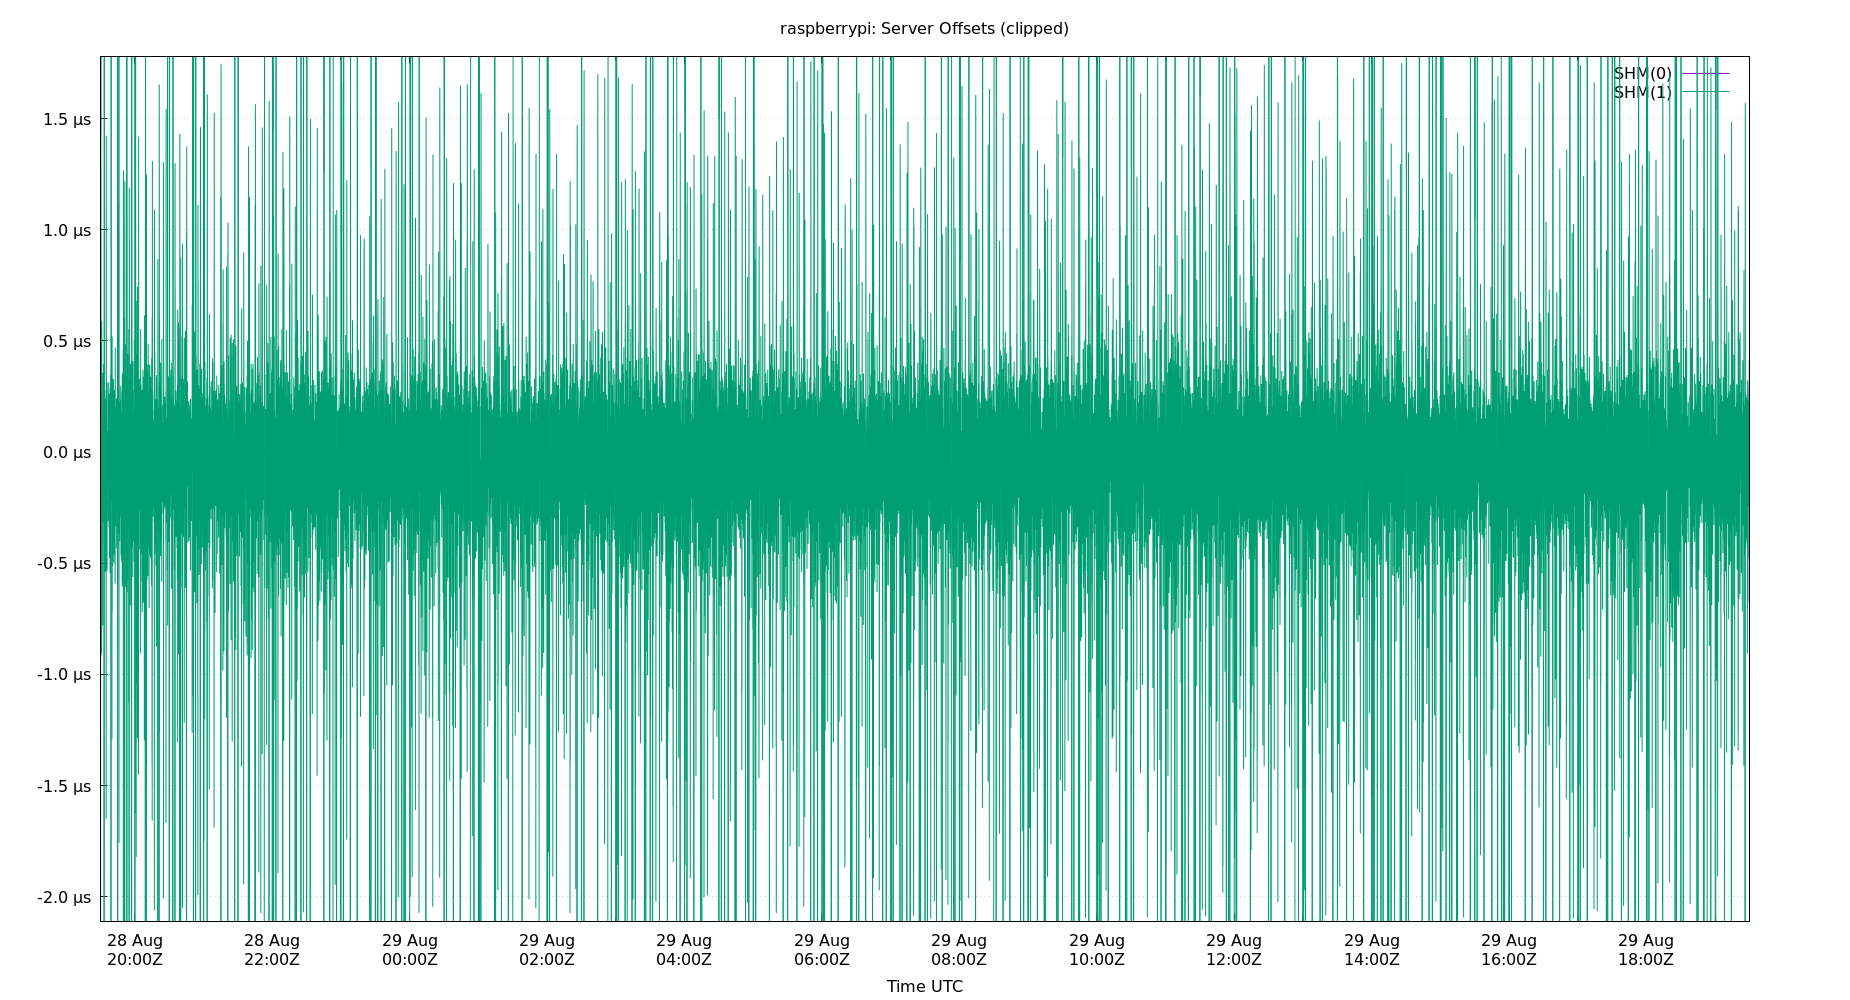 raspberrypi: Server Offsets (clipped)
SHM(0)
SHM(1)
1.5 µs
1.0 µs
0.5 µs
0.0 µs
-0.5 µs
-1.0 µs
-1.5 µs
-2.0 µs
28 Aug 28 Aug 29 Aug 29 Aug 29 Aug 29 Aug 29 Aug 29 Aug 29 Aug 29 Aug 29 Aug 29 Aug
20:00Z 22:00Z 00:00Z 02:00Z 04:00Z 06:00Z 08:00Z 10:00Z 12:00Z 14:00Z 16:00Z 18:00Z
Time UTC